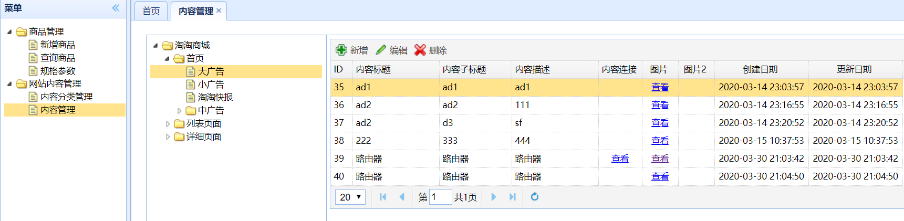 菜单
商品管理
新增商品
查询商品
规格参数
网站内容管理
内容分类管理
内容管理
首页 内容管理
淘淘商城
首页
大广告
小广告
淘淘快报
中广告
列表页面
详细页面
新增 编辑 删除
ID 内容标题 内容子标题 内容描述 内容连接 图片 图片2 创建日期 更新日期
35 ad1 ad1 ad1 查看 2020-03-14 23:03:57 2020-03-14 23:03:57
36 ad2 ad2 111 查看 2020-03-14 23:16:55 2020-03-14 23:16:55
37 ad2 d3 sf 查看 2020-03-14 23:20:52 2020-03-14 23:20:52
38 222 333 444 查看 2020-03-15 10:37:53 2020-03-15 10:37:53
39 路由器 路由器 路由器 查看 查看 2020-03-30 21:03:42 2020-03-30 21:03:42
40 路由器 路由器 路由器 查看 2020-03-30 21:04:50 2020-03-30 21:04:50
20 第 1 共1页